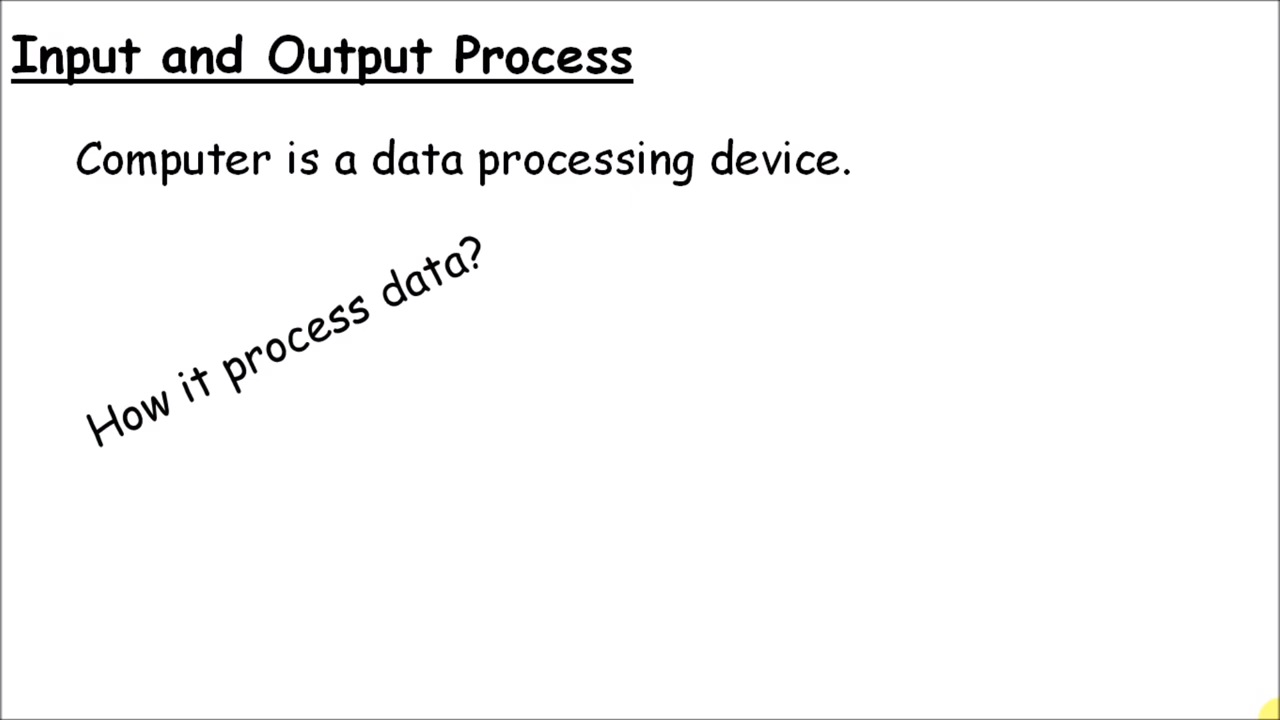 Input and Output Process
Computer is a data processing device.
How it process data?